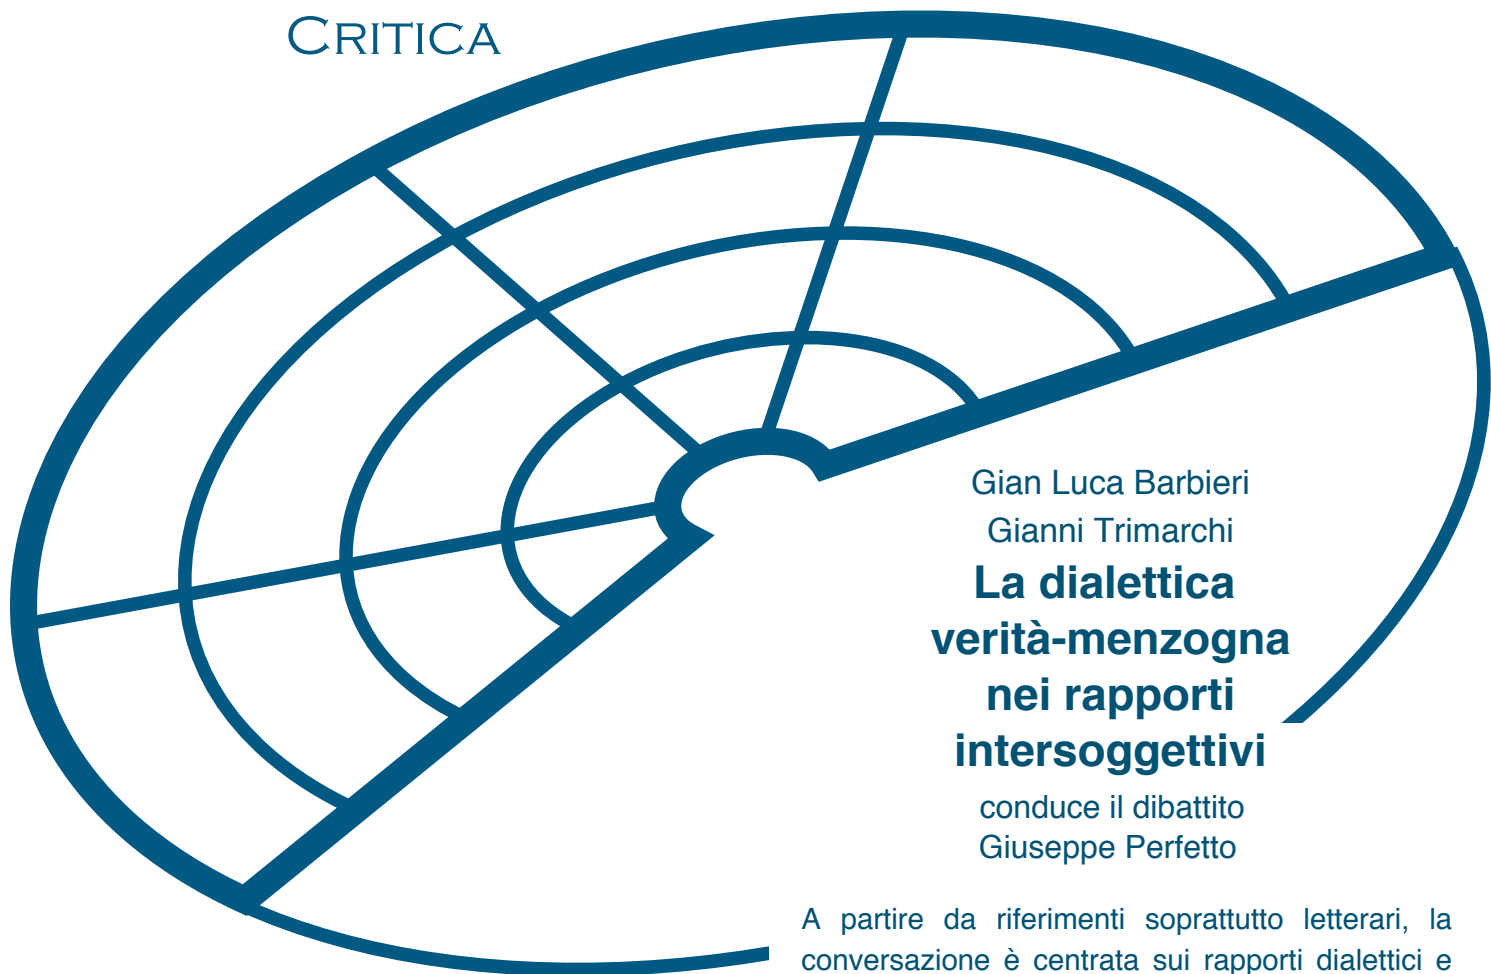 CRITICA
Gian Luca Barbieri
Gianni Trimarchi
La dialettica
verità-menzogna
nei rapporti
intersoggettivi
conduce il dibattito
Giuseppe Perfetto
A partire da riferimenti soprattutto letterari, la
conversazione è centrata sui rapporti dialettici e